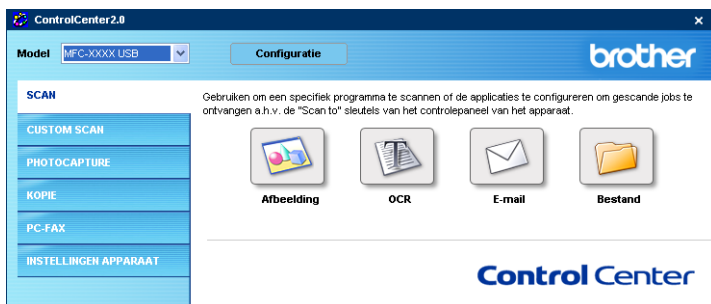 ControlCenter2.0
Model MFC-XXXX USB Configuratie brother
SCAN
CUSTOM SCAN
PHOTOCAPTURE
KOPIE
PC-FAX
INSTELLINGEN APPARAAT
Gebruiken om een specifiek programma te scannen of de applicaties te configureren om gescande jobs te
ontvangen a.h.v. de "Scan to" sleutels van het controlepaneel van het apparaat.
Afbeelding OCR E-mail Bestand
Control Center